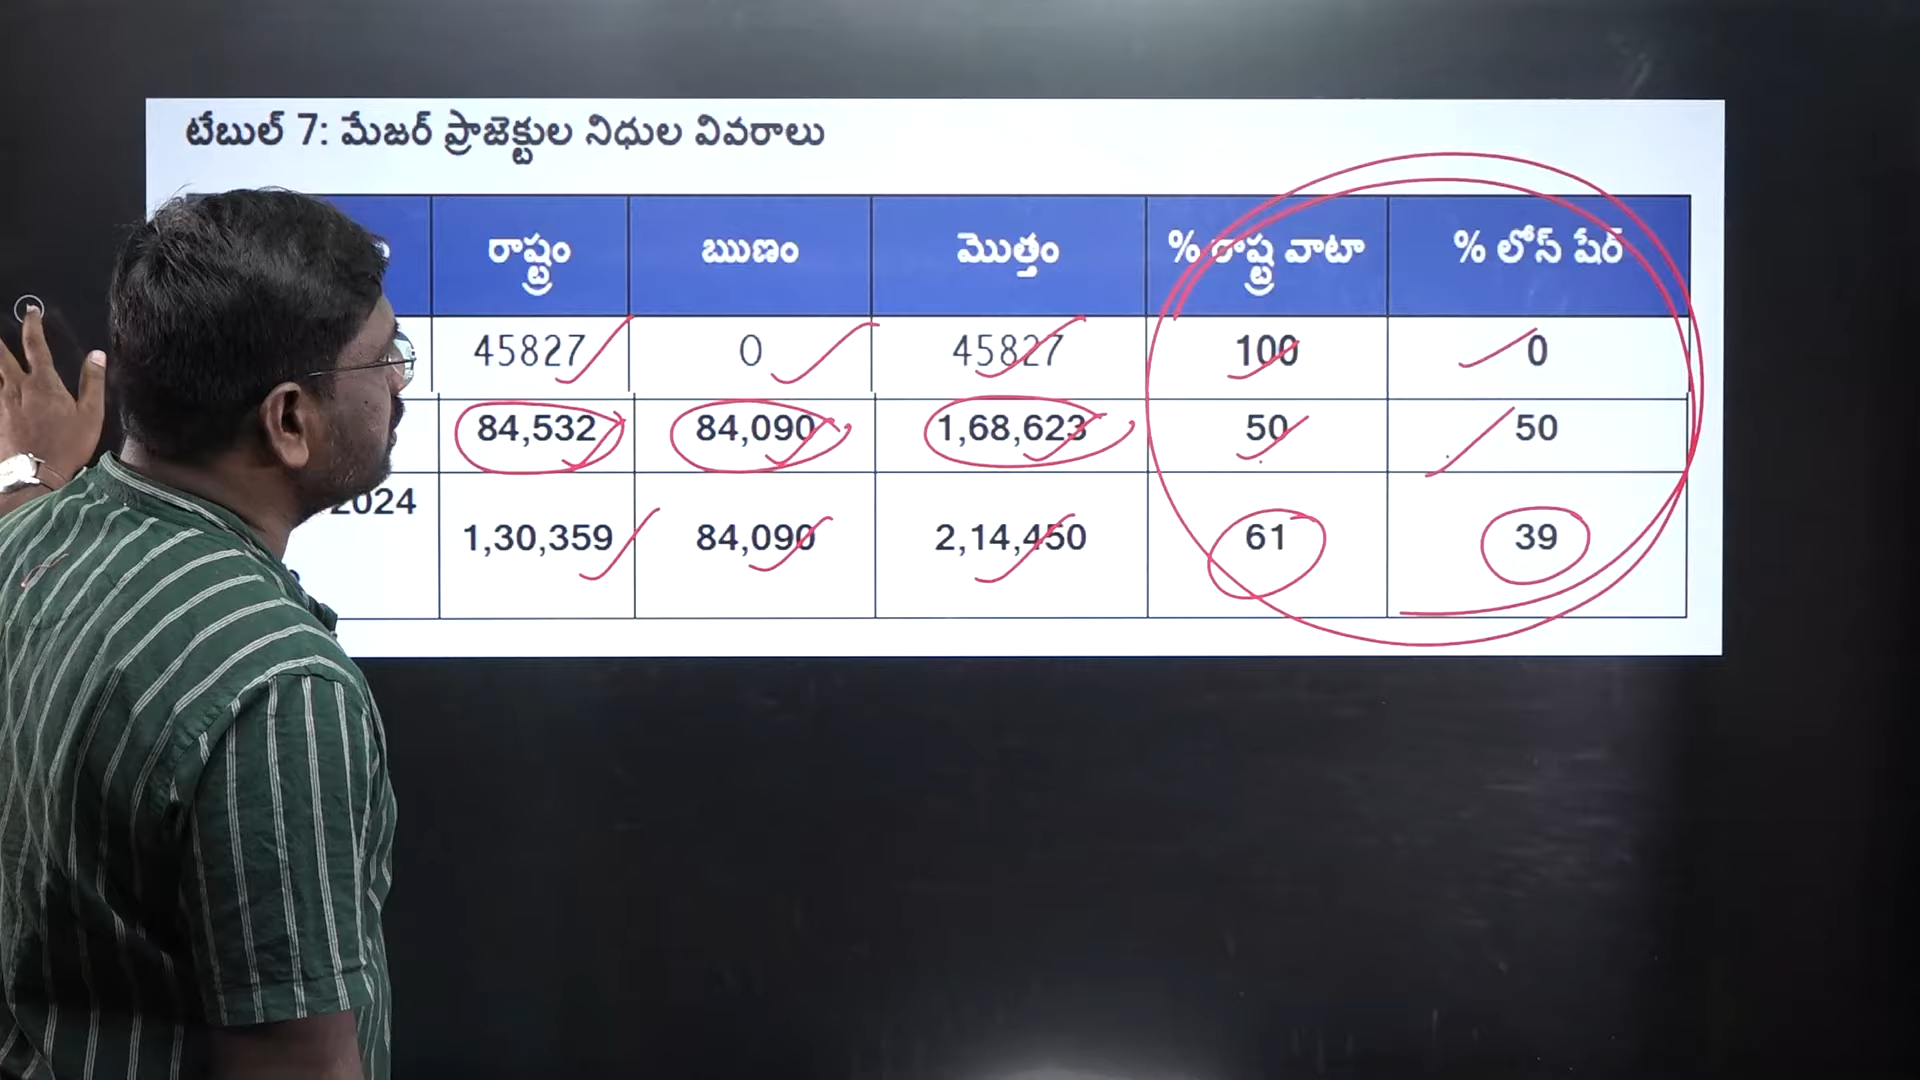 టేబుల్ 7: మేజర్ ప్రాజెక్టుల నిధుల వివరాలు
రాష్ట్రం ఋణం మొత్తం % రాష్ట్ర వాటా % లోస్ షేర్
45827 0 45827 100 0
84,532 84,090 1,68,623 50 50
2024
1,30,359 84,090 2,14,450 61 39